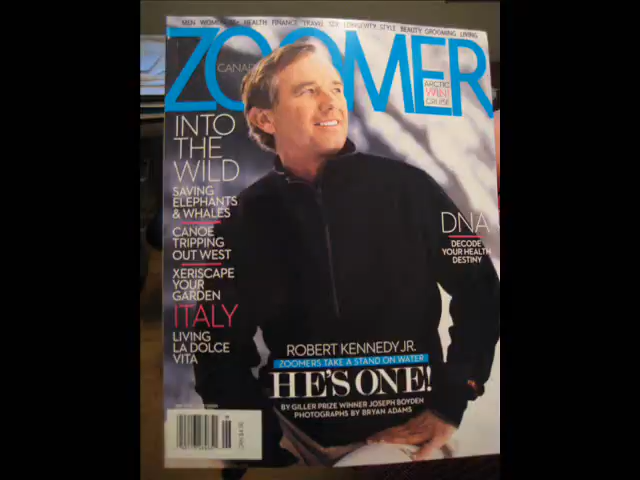 MEN WOMEN HEALTH FINANCE TRAVEL SEX LONGEVITY STYLE BEAUTY GROOMING LIVING
ZOOMER
CANADA
ARCTIC
WIN!
CRUISE
INTO
THE
WILD
SAVING
ELEPHANTS
& WHALES
CANOE
TRIPPING
OUT WEST
XERISCAPE
YOUR
GARDEN
ITALY
LIVING
LA DOLCE
VITA
DNA
DECODE
YOUR HEALTH
DESTINY
ROBERT KENNEDY JR.
ZOOMERS TAKE A STAND ON WATER
HE'S ONE!
BY GILLER PRIZE WINNER JOSEPH BOYDEN
PHOTOGRAPHS BY BRYAN ADAMS